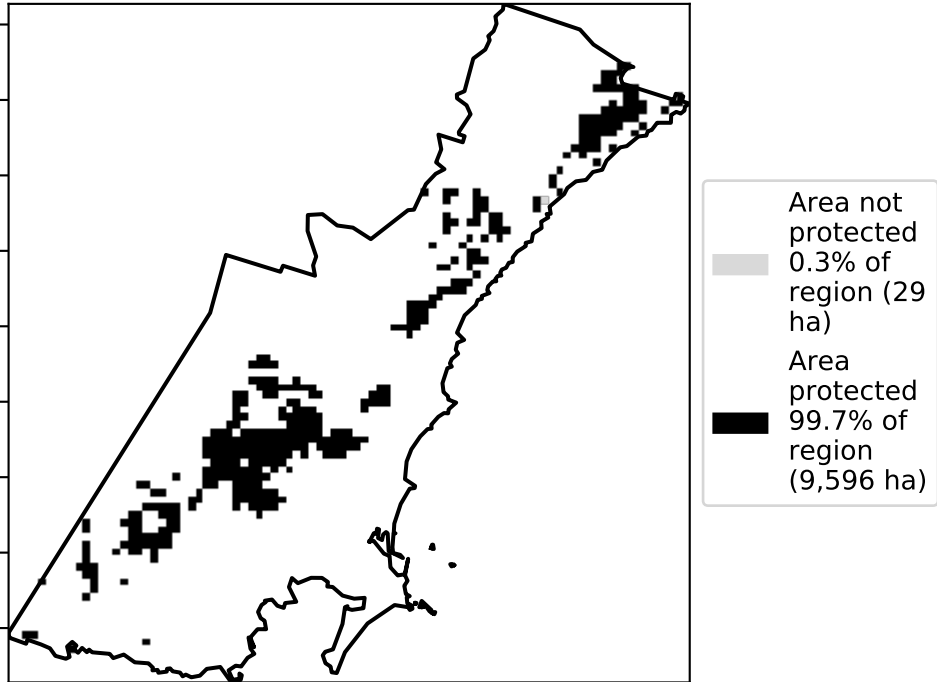 Area not
protected
0.3% of
region (29
ha)
Area
protected
99.7% of
region
(9,596 ha)